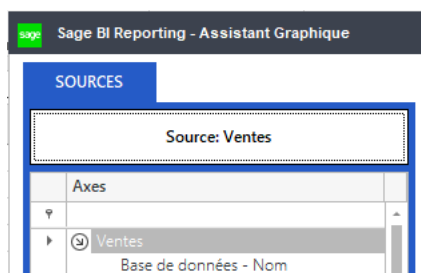 sage Sage BI Reporting - Assistant Graphique
SOURCES
Source: Ventes
Axes
Ventes
Base de données - Nom